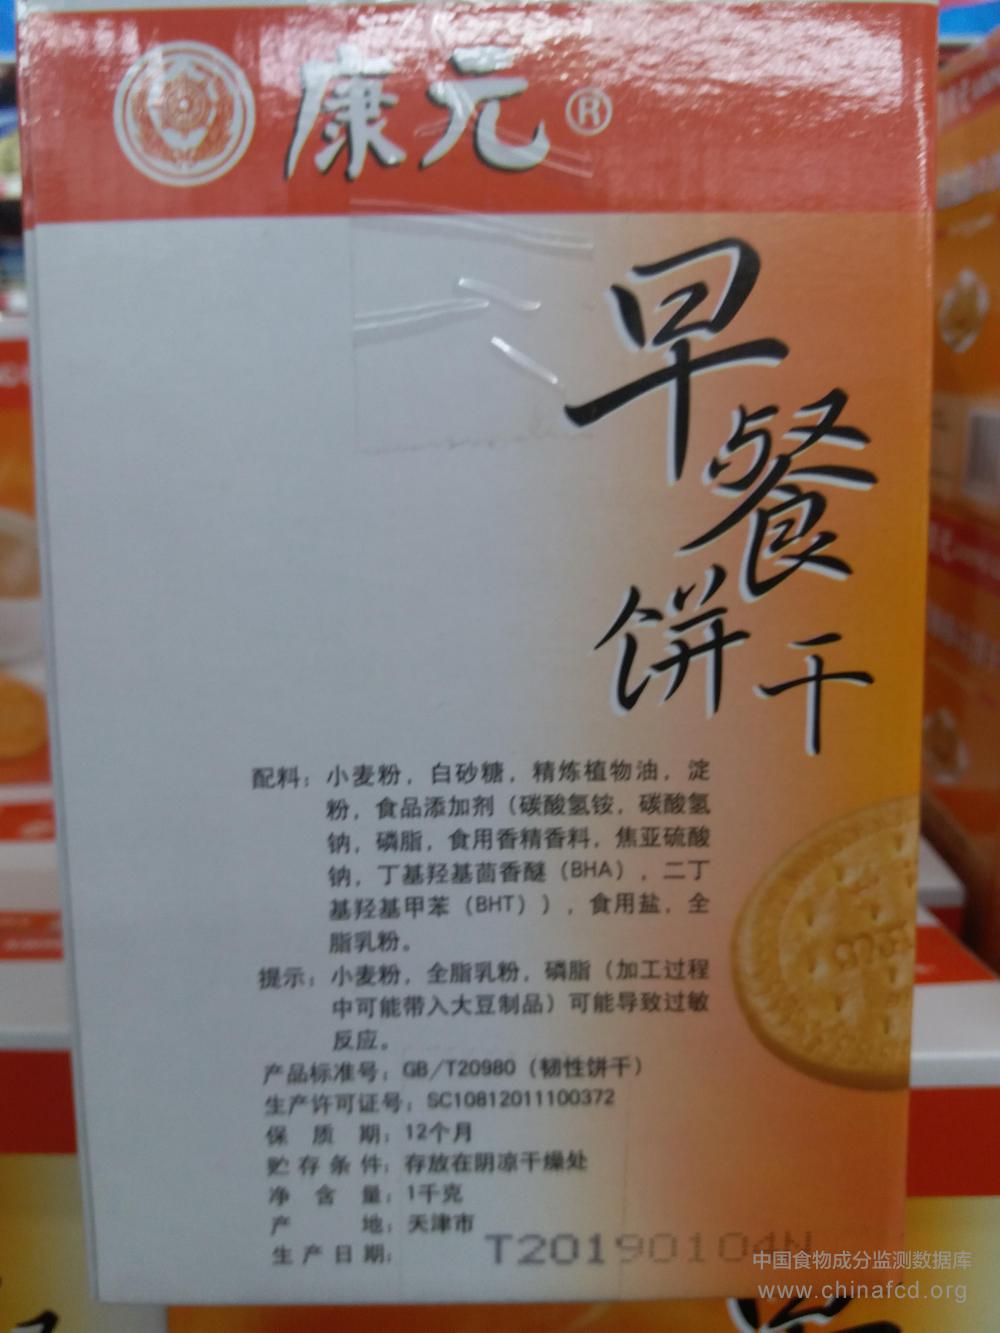 康元®
早餐
饼干
配料：小麦粉，白砂糖，精炼植物油，淀
粉，食品添加剂（碳酸氢铵，碳酸氢
钠，磷脂，食用香精香料，焦亚硫酸
钠，丁基羟基茴香醚（BHA），二丁
基羟基甲苯（BHT）），食用盐，全
脂乳粉。
提示：小麦粉，全脂乳粉，磷脂（加工过程
中可能带入大豆制品）可能导致过敏
反应。
产品标准号：GB/T20980（韧性饼干）
生产许可证号：SC10812011100372
保质期：12个月
贮存条件：存放在阴凉干燥处
净含量：1千克
产地：天津市
生产日期：T20190104N
中国食物成分监测数据库
www.chinafcd.org